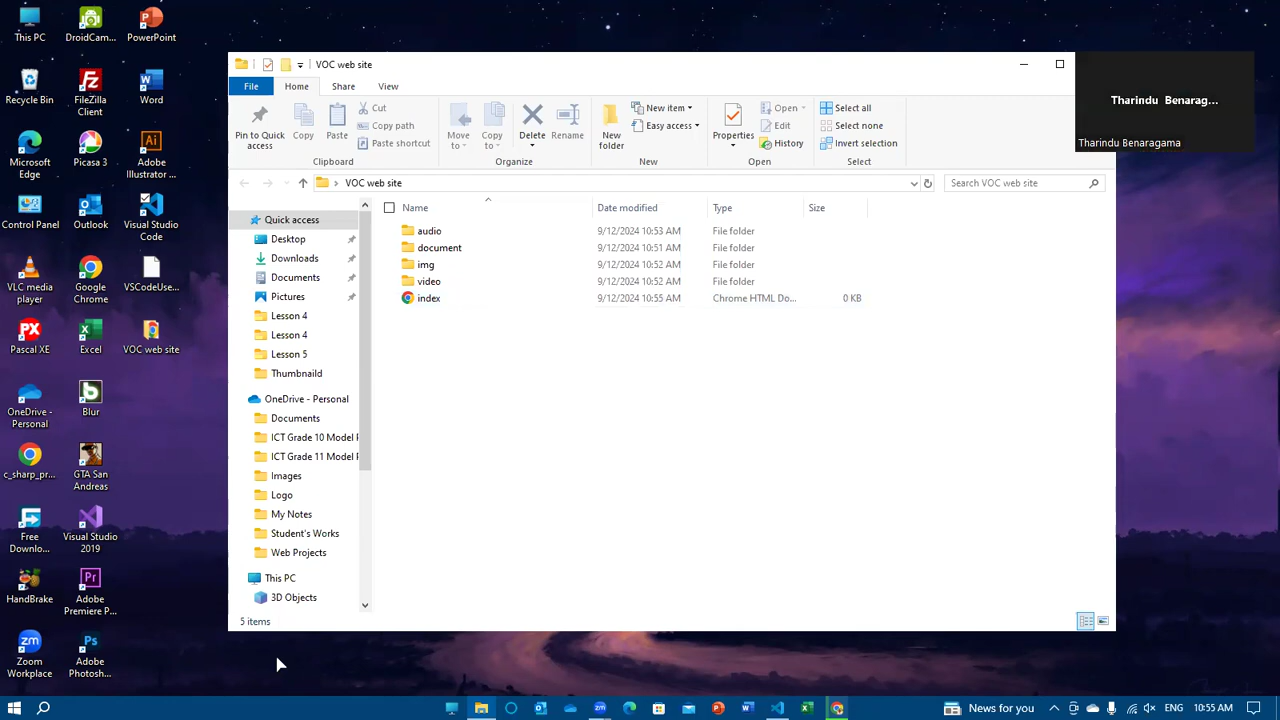 This PC
DroidCam...
PowerPoint
Recycle Bin
FileZilla
Client
Word
Microsoft
Edge
Picasa 3
Adobe
Illustrator ...
Control Panel
Outlook
Visual Studio
Code
VLC media
player
Google
Chrome
VSCodeUse...
Pascal XE
Excel
VOC web site
OneDrive -
Personal
Blur
c_sharp_pr...
GTA San
Andreas
Free
Downlo...
Visual Studio
2019
HandBrake
Adobe
Premiere P...
Zoom
Workplace
Adobe
Photosh...
VOC web site
File
Home
Share
View
Pin to Quick
access
Copy
Paste
Cut
Copy path
Paste shortcut
Clipboard
Move
to
Copy
to
Delete
Rename
Organize
New
folder
New item
Easy access
New
Properties
Open
Edit
History
Open
Select all
Select none
Invert selection
Select
Tharindu Benarag...
Tharindu Benaragama
VOC web site
Search VOC web site
Quick access
Desktop
Downloads
Documents
Pictures
Lesson 4
Lesson 4
Lesson 5
Thumbnaild
OneDrive - Personal
Documents
ICT Grade 10 Model
ICT Grade 11 Model
Images
Logo
My Notes
Student's Works
Web Projects
This PC
3D Objects
Name Date modified Type Size
audio 9/12/2024 10:53 AM File folder
document 9/12/2024 10:51 AM File folder
img 9/12/2024 10:52 AM File folder
video 9/12/2024 10:52 AM File folder
index 9/12/2024 10:55 AM Chrome HTML Do... 0 KB
5 items
News for you
10:55 AM